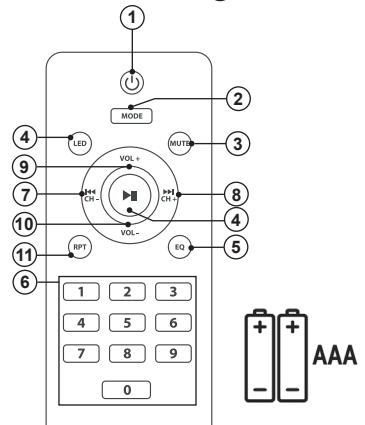 1
2
MODE
4
LED
MUTE
3
9
VOL +
7
CH –
8
CH +
4
10
VOL–
11
RPT
EQ
5
6
1 2 3
4 5 6
7 8 9
0
+ +
– –
AAA